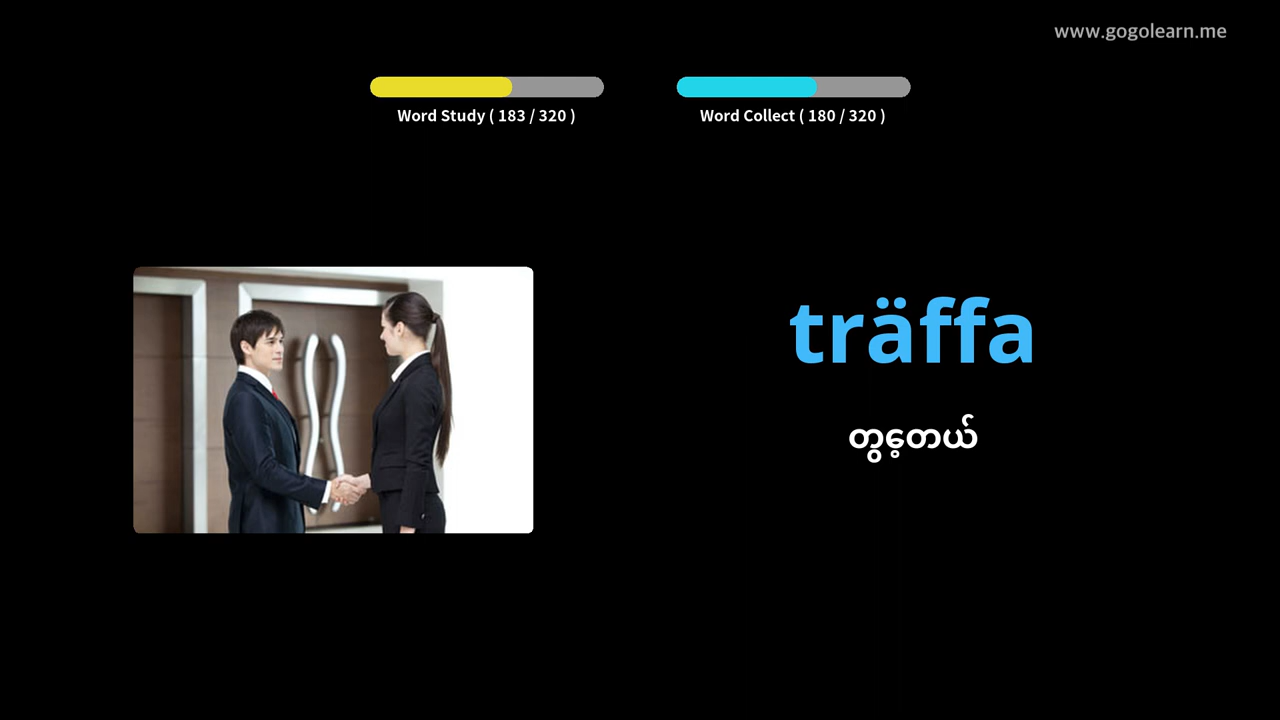 www.gogolearn.me
Word Study ( 183 / 320 )
Word Collect ( 180 / 320 )
träffa
တွေ့တယ်